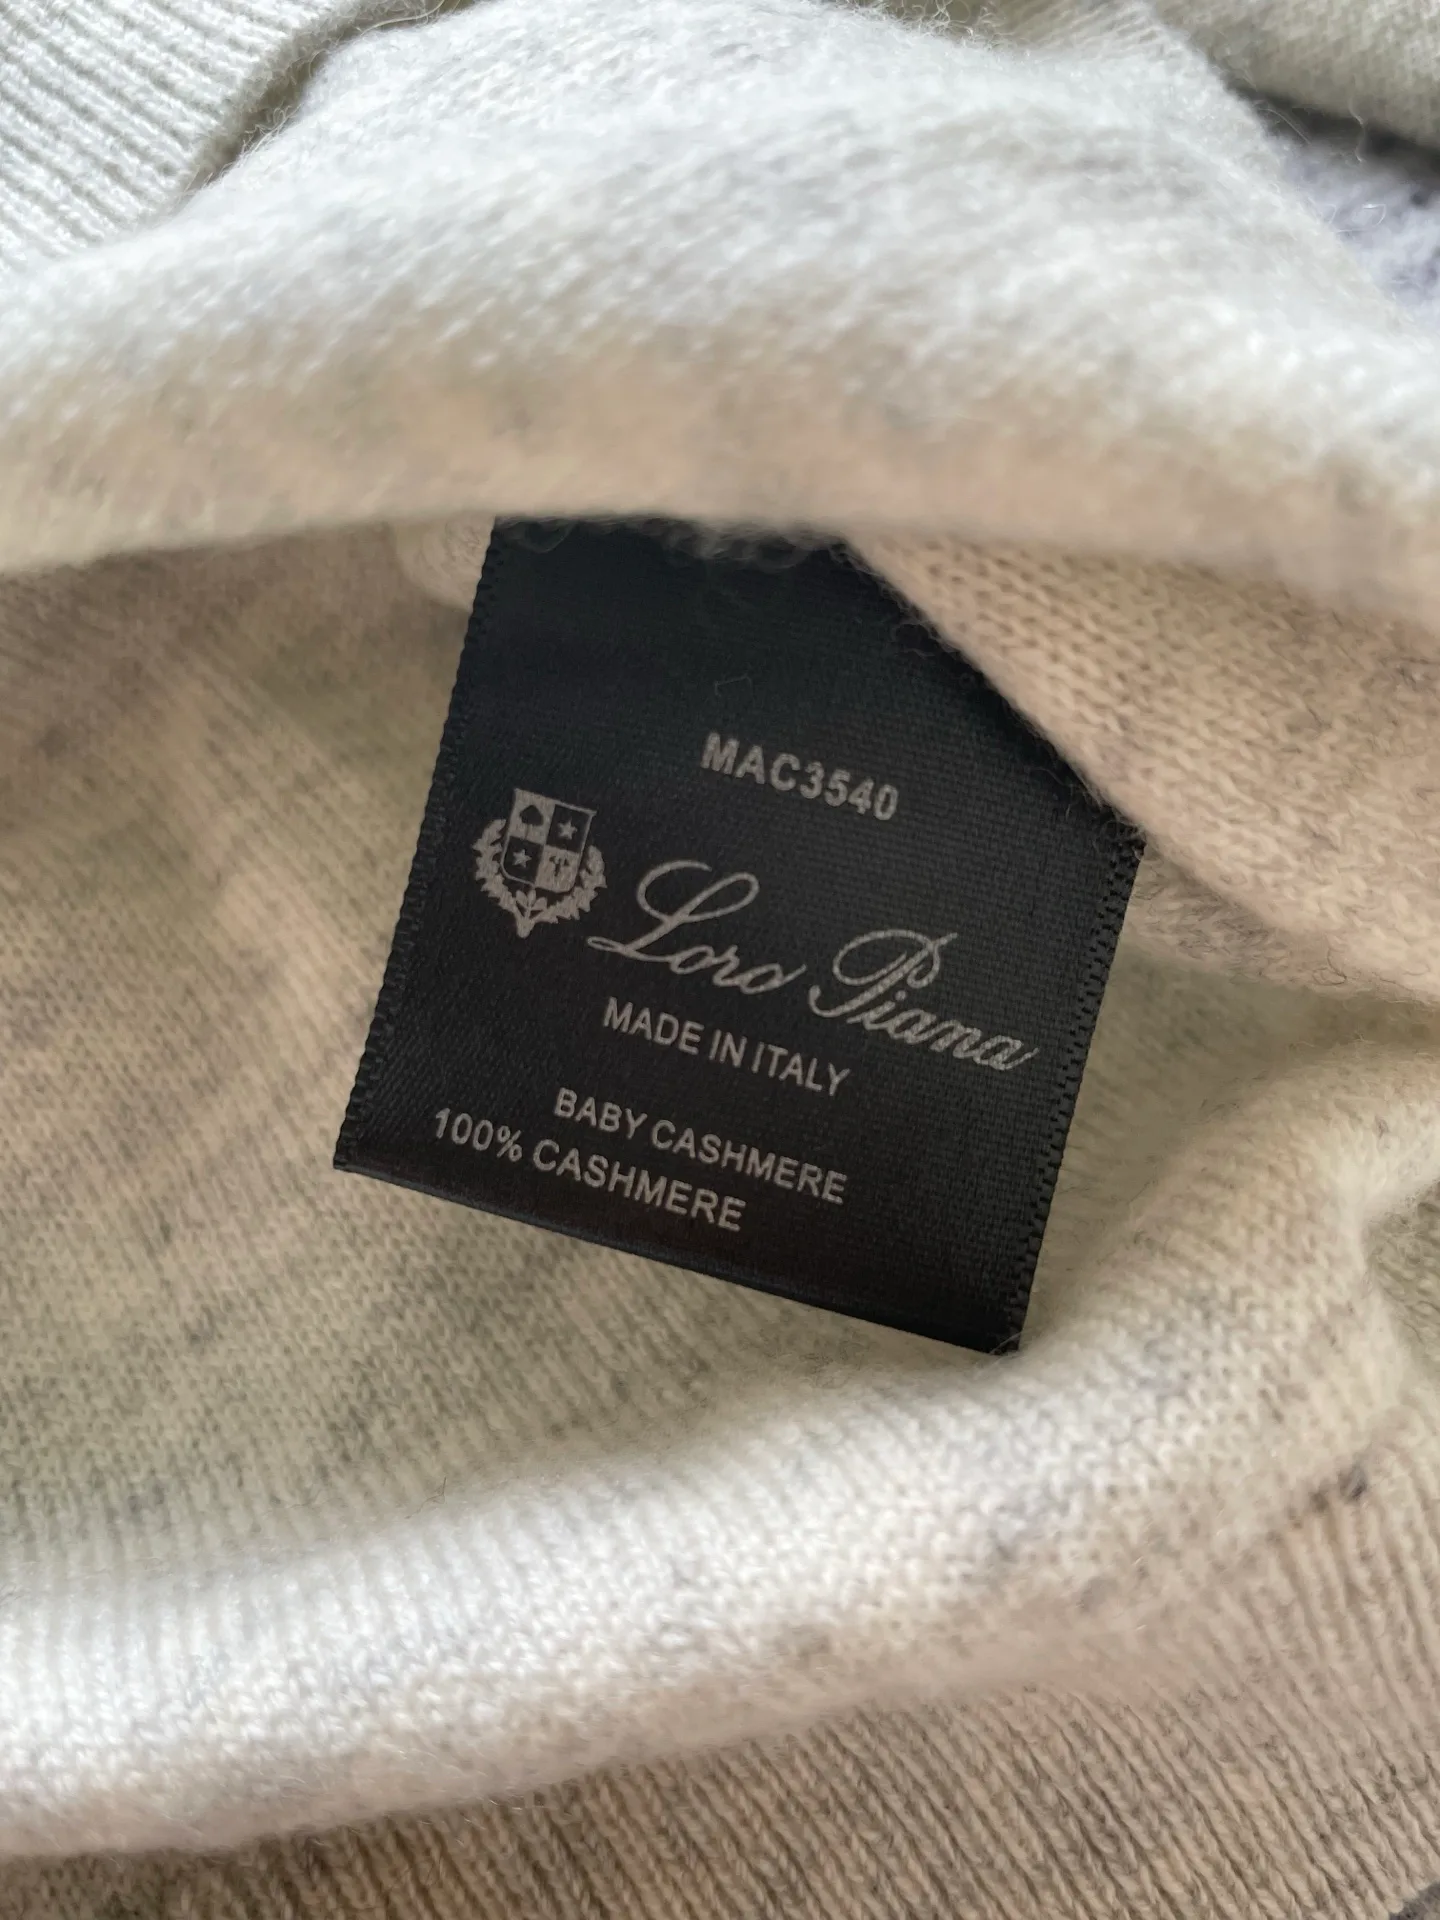 MAC3540
Loro Piana
MADE IN ITALY
BABY CASHMERE
100% CASHMERE